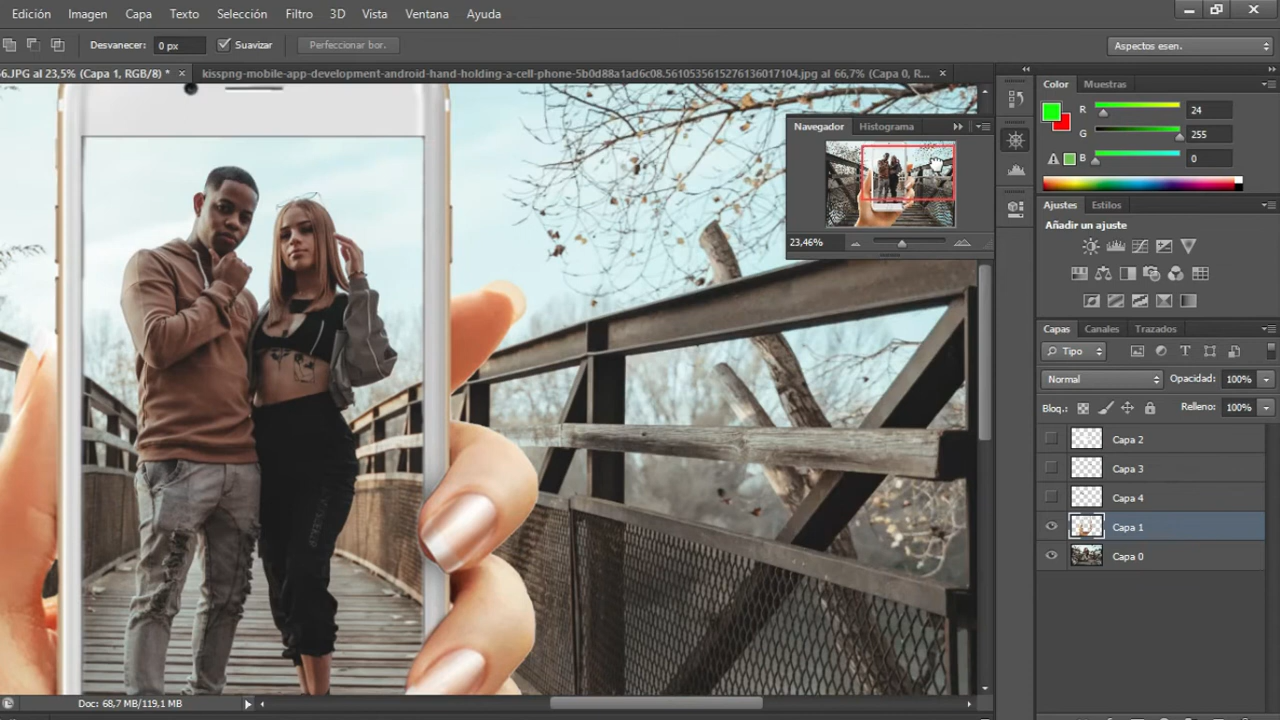 Edición Imagen Capa Texto Selección Filtro 3D Vista Ventana Ayuda
Desvanecer: 0 px Suavizar Perfeccionar bor. Aspectos esen.
6.JPG al 23,5% (Capa 1, RGB/8) * × kisspng-mobile-app-development-android-hand-holding-a-cell-phone-5b0d88a1ad6c08.5610535615276136017104.jpg al 66,7% (Capa 0, R... ×
Color Muestras
R 24
G 255
B 0
Navegador Histograma
23,46%
Ajustes Estilos
Añadir un ajuste
Capas Canales Trazados
Tipo
Normal Opacidad: 100%
Bloq.: Relleno: 100%
Capa 2
Capa 3
Capa 4
Capa 1
Capa 0
Doc: 68,7 MB/119,1 MB